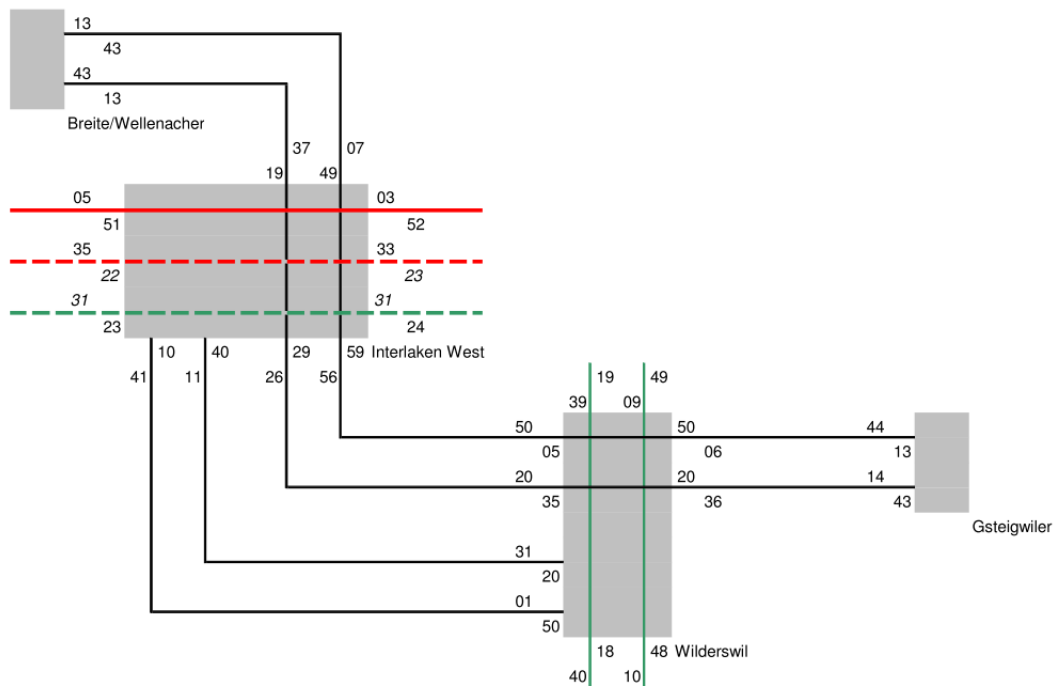 13
43
43
13
Breite/Wellenacher
37 07
19 49
05 03
51 52
35 33
22 23
31 31
23 24
10 40 29 59 Interlaken West
41 11 26 56
19 49
39 09
50 50 44
05 06 13
20 20 14
35 36 43
Gsteigwiler
31
20
01
50
18 48 Wilderswil
40 10